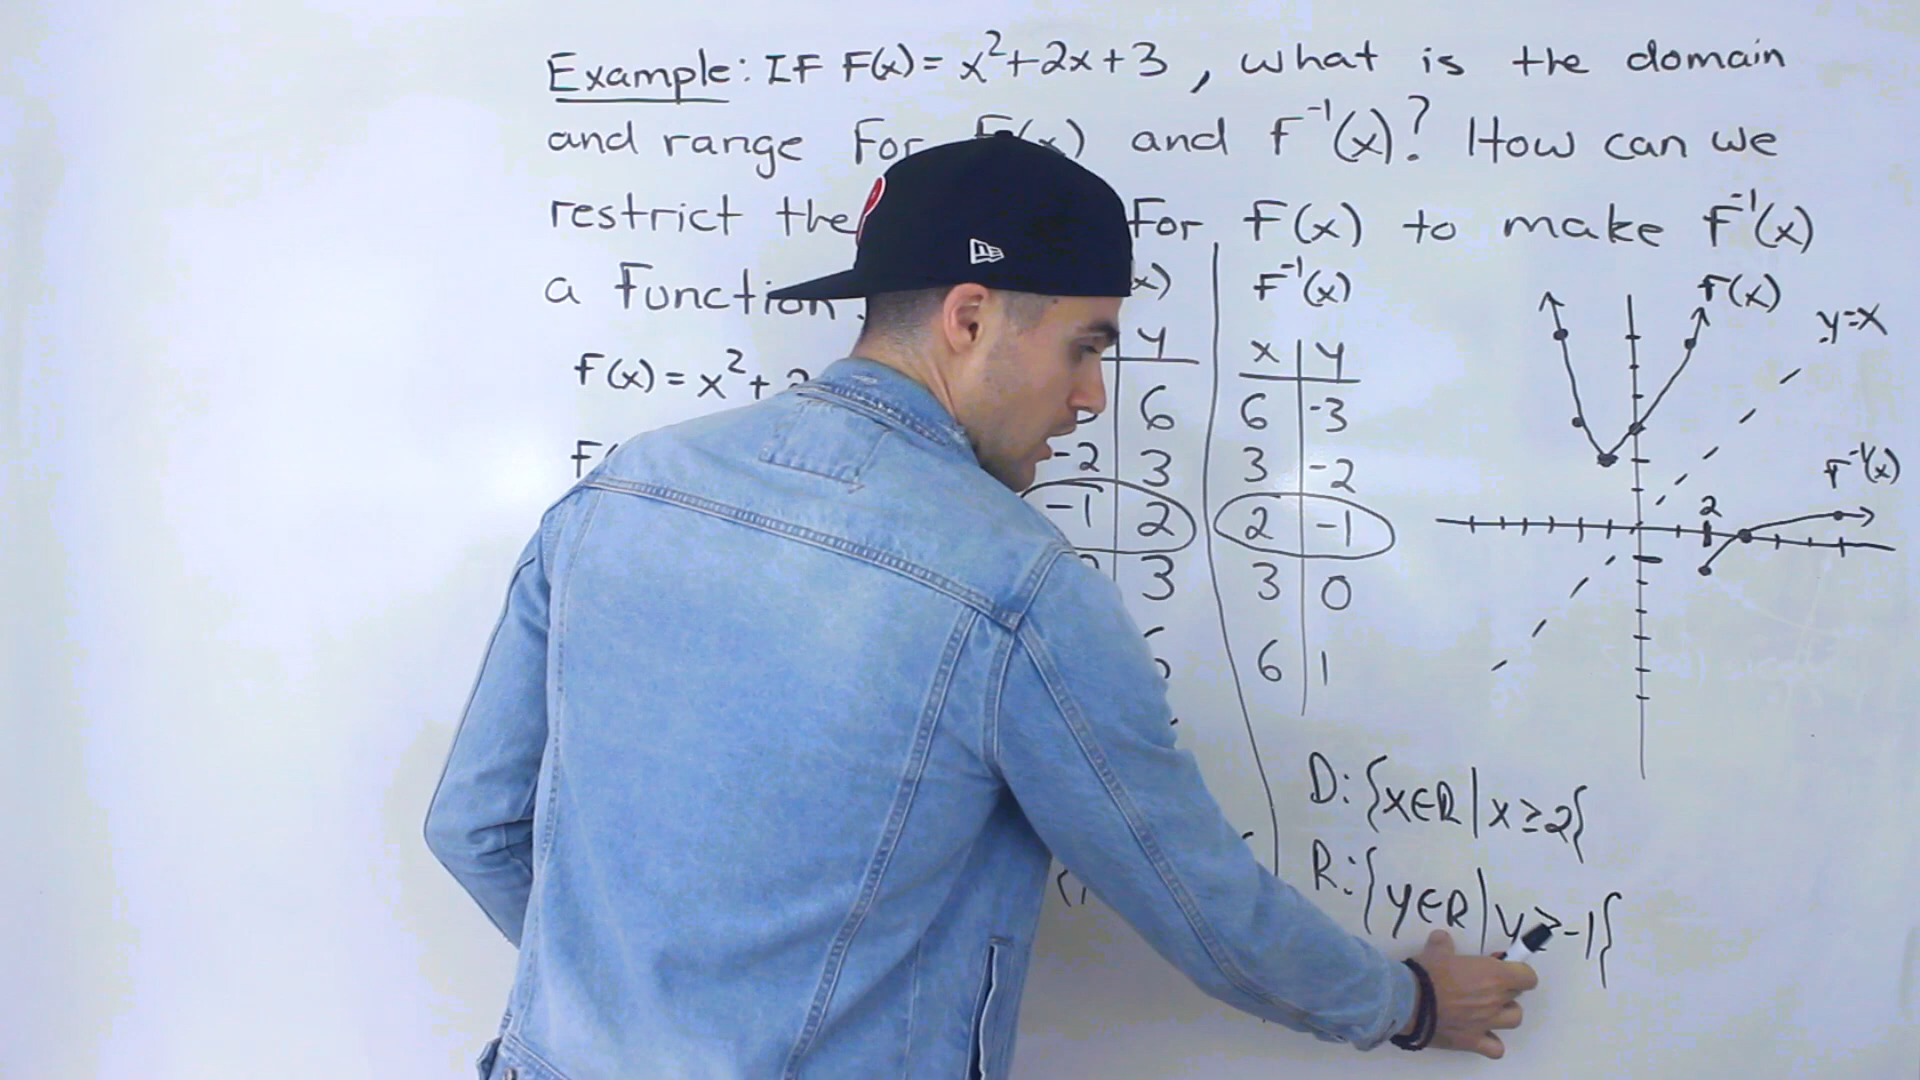 Example: IF F(x) = x²+2x+3, what is the domain
and range For F(x) and f⁻¹(x)? How can we
restrict the For F(x) to make F⁻¹(x)
a Function.
f(x) = x²+
x)
y
6
-2 3
-1 2
3
F⁻¹(x)
x y
6 -3
3 -2
2 -1
3 0
6 1
f(x)
y=x
F⁻¹(x)
2
D: {x∈R | x ≥ 2}
R: {y∈R | y ≥ -1}